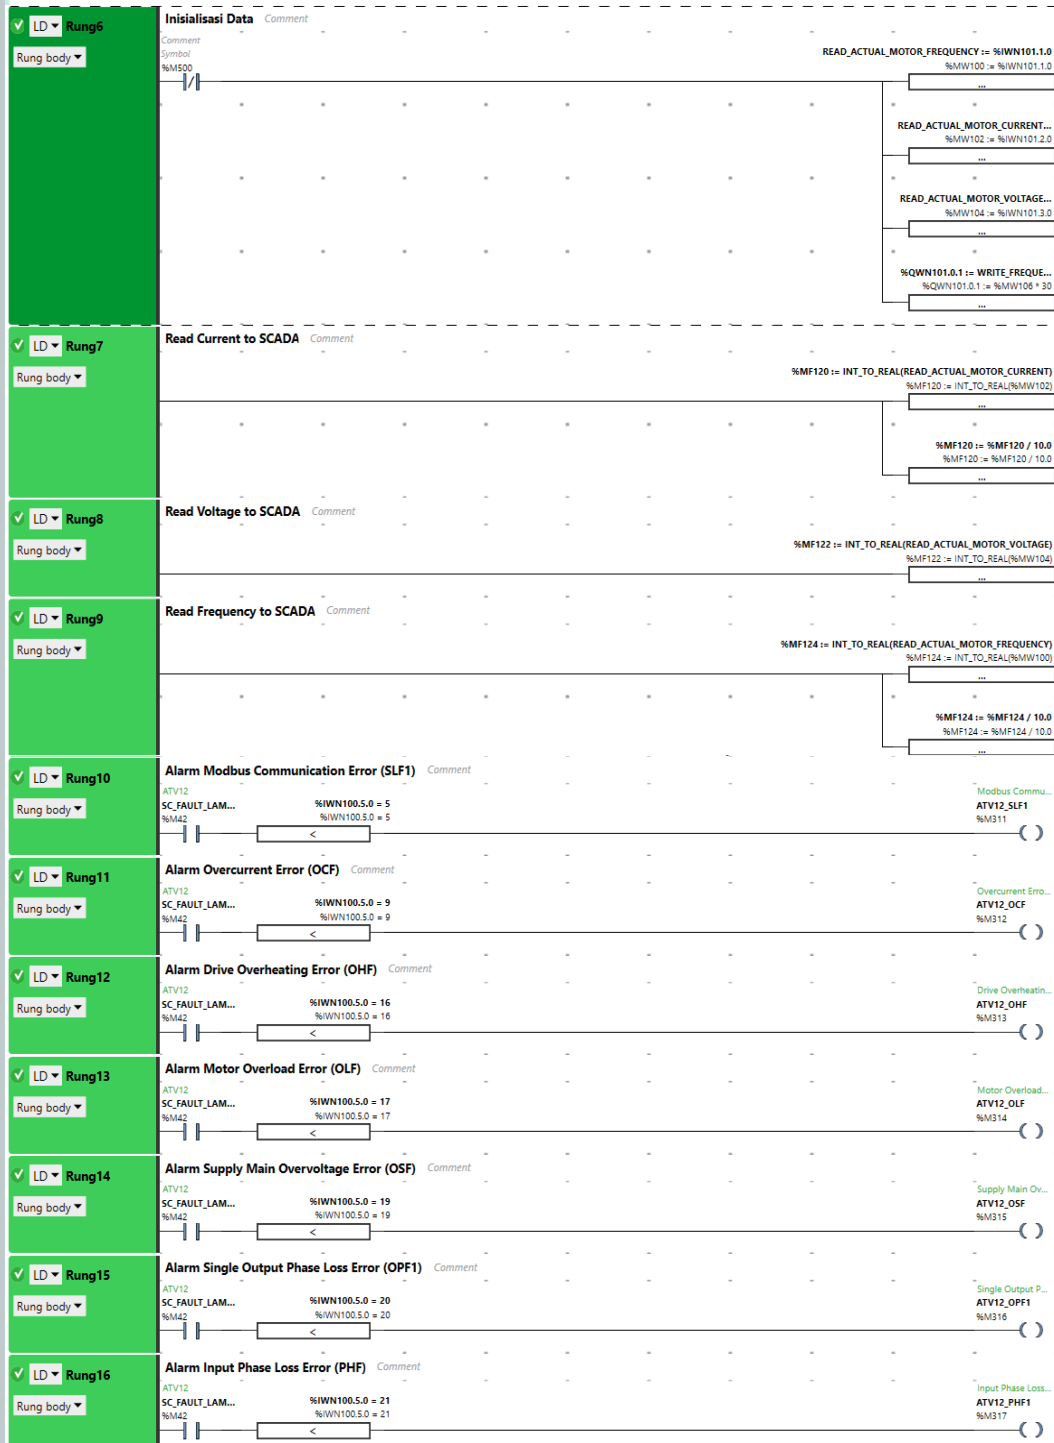 LD Rung6
Rung body
Inisialisasi Data Comment
Comment
Symbol
%M500
READ_ACTUAL_MOTOR_FREQUENCY := %IWN101.1.0
%MW100 := %IWN101.1.0
...
READ_ACTUAL_MOTOR_CURRENT...
%MW102 := %IWN101.2.0
...
READ_ACTUAL_MOTOR_VOLTAGE...
%MW104 := %IWN101.3.0
...
%QWN101.0.1 := WRITE_FREQUE...
%QWN101.0.1 := %MW106 * 30
...
LD Rung7
Rung body
Read Current to SCADA Comment
%MF120 := INT_TO_REAL(READ_ACTUAL_MOTOR_CURRENT)
%MF120 := INT_TO_REAL(%MW102)
...
%MF120 := %MF120 / 10.0
%MF120 := %MF120 / 10.0
...
LD Rung8
Rung body
Read Voltage to SCADA Comment
%MF122 := INT_TO_REAL(READ_ACTUAL_MOTOR_VOLTAGE)
%MF122 := INT_TO_REAL(%MW104)
...
LD Rung9
Rung body
Read Frequency to SCADA Comment
%MF124 := INT_TO_REAL(READ_ACTUAL_MOTOR_FREQUENCY)
%MF124 := INT_TO_REAL(%MW100)
...
%MF124 := %MF124 / 10.0
%MF124 := %MF124 / 10.0
...
LD Rung10
Rung body
Alarm Modbus Communication Error (SLF1) Comment
ATV12
SC_FAULT_LAM...
%M42
%IWN100.5.0 = 5
%IWN100.5.0 = 5
<
Modbus Commu...
ATV12_SLF1
%M311
LD Rung11
Rung body
Alarm Overcurrent Error (OCF) Comment
ATV12
SC_FAULT_LAM...
%M42
%IWN100.5.0 = 9
%IWN100.5.0 = 9
<
Overcurrent Erro...
ATV12_OCF
%M312
LD Rung12
Rung body
Alarm Drive Overheating Error (OHF) Comment
ATV12
SC_FAULT_LAM...
%M42
%IWN100.5.0 = 16
%IWN100.5.0 = 16
<
Drive Overheatin...
ATV12_OHF
%M313
LD Rung13
Rung body
Alarm Motor Overload Error (OLF) Comment
ATV12
SC_FAULT_LAM...
%M42
%IWN100.5.0 = 17
%IWN100.5.0 = 17
<
Motor Overload...
ATV12_OLF
%M314
LD Rung14
Rung body
Alarm Supply Main Overvoltage Error (OSF) Comment
ATV12
SC_FAULT_LAM...
%M42
%IWN100.5.0 = 19
%IWN100.5.0 = 19
<
Supply Main Ov...
ATV12_OSF
%M315
LD Rung15
Rung body
Alarm Single Output Phase Loss Error (OPF1) Comment
ATV12
SC_FAULT_LAM...
%M42
%IWN100.5.0 = 20
%IWN100.5.0 = 20
<
Single Output P...
ATV12_OPF1
%M316
LD Rung16
Rung body
Alarm Input Phase Loss Error (PHF) Comment
ATV12
SC_FAULT_LAM...
%M42
%IWN100.5.0 = 21
%IWN100.5.0 = 21
<
Input Phase Loss...
ATV12_PHF1
%M317